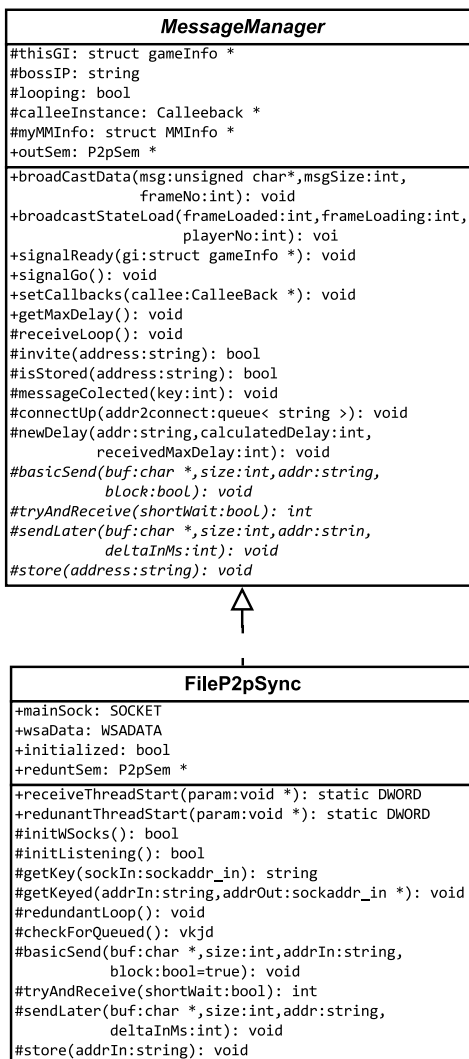 MessageManager
#thisGI: struct gameInfo *
#bossIP: string
#looping: bool
#calleeInstance: Calleeback *
#myMMInfo: struct MMInfo *
+outSem: P2pSem *
+broadCastData(msg:unsigned char*,msgSize:int,
frameNo:int): void
+broadcastStateLoad(frameLoaded:int,frameLoading:int,
playerNo:int): voi
+signalReady(gi:struct gameInfo *): void
+signalGo(): void
+setCallbacks(callee:CalleeBack *): void
+getMaxDelay(): void
#receiveLoop(): void
#invite(address:string): bool
#isStored(address:string): bool
#messageColected(key:int): void
#connectUp(addr2connect:queue< string >): void
#newDelay(addr:string,calculatedDelay:int,
receivedMaxDelay:int): void
#basicSend(buf:char *,size:int,addr:string,
block:bool): void
#tryAndReceive(shortWait:bool): int
#sendLater(buf:char *,size:int,addr:strin,
deltaInMs:int): void
#store(address:string): void
FileP2pSync
+mainSock: SOCKET
+wsaData: WSADATA
+initialized: bool
+reduntSem: P2pSem *
+receiveThreadStart(param:void *): static DWORD
+redunantThreadStart(param:void *): static DWORD
#initWSocks(): bool
#initListening(): bool
#getKey(sockIn:sockaddr_in): string
#getKeyed(addrIn:string,addrOut:sockaddr_in *): void
#redundantLoop(): void
#checkForQueued(): vkjd
#basicSend(buf:char *,size:int,addrIn:string,
block:bool=true): void
#tryAndReceive(shortWait:bool): int
#sendLater(buf:char *,size:int,addr:string,
deltaInMs:int): void
#store(addrIn:string): void